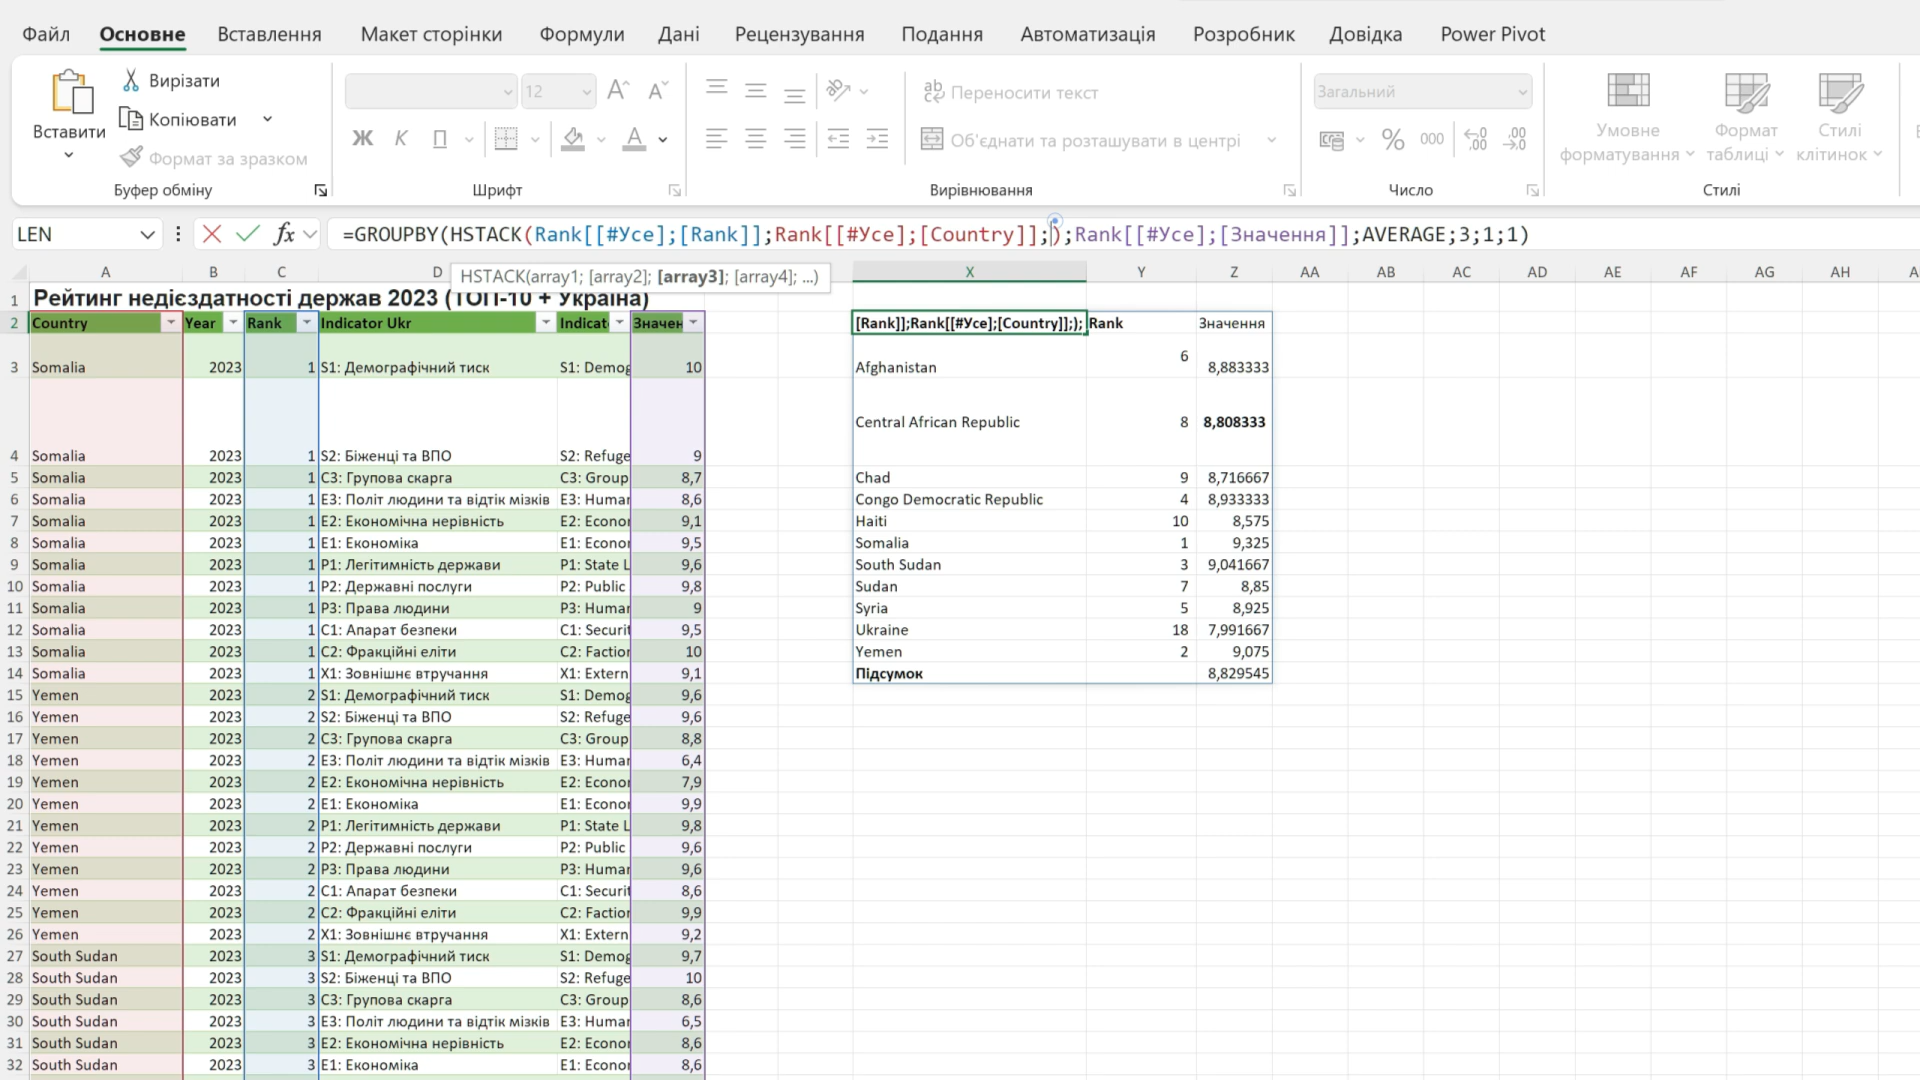 Файл Основне Вставлення Макет сторінки Формули Дані Рецензування Подання Автоматизація Розробник Довідка Power Pivot
Вставити Вирізати
Копіювати
Формат за зразком
Буфер обміну
12
Ж К П
Шрифт
Переносити текст
Об'єднати та розташувати в центрі
Вирівнювання
Загальний
% 000
Число
Умовне форматування Формат таблиці Стилі клітинок
Стилі
LEN fx =GROUPBY(HSTACK(Rank[[#Усе];[Rank]];Rank[[#Усе];[Country]];);Rank[[#Усе];[Значення]];AVERAGE;3;1;1)
HSTACK(array1; [array2]; [array3]; [array4]; ...)
A B C D X Y Z AA AB AC AD AE AF AG AH
1 Рейтинг недієздатності держав 2023 (ТОП-10 + Україна)
2 Country Year Rank Indicator Ukr Indicat Значен [Rank]];Rank[[#Усе];[Country]];); Rank Значення
3 Somalia 2023 1 S1: Демографічний тиск S1: Demog 10 Afghanistan 6 8,883333
4 Somalia 2023 1 S2: Біженці та ВПО S2: Refuge 9 Central African Republic 8 8,808333
5 Somalia 2023 1 C3: Групова скарга C3: Group 8,7 Chad 9 8,716667
6 Somalia 2023 1 E3: Політ людини та відтік мізків E3: Humar 8,6 Congo Democratic Republic 4 8,933333
7 Somalia 2023 1 E2: Економічна нерівність E2: Econor 9,1 Haiti 10 8,575
8 Somalia 2023 1 E1: Економіка E1: Econor 9,5 Somalia 1 9,325
9 Somalia 2023 1 P1: Легітимність держави P1: State L 9,6 South Sudan 3 9,041667
10 Somalia 2023 1 P2: Державні послуги P2: Public 9,8 Sudan 7 8,85
11 Somalia 2023 1 P3: Права людини P3: Humar 9 Syria 5 8,925
12 Somalia 2023 1 C1: Апарат безпеки C1: Securit 9,5 Ukraine 18 7,991667
13 Somalia 2023 1 C2: Фракційні еліти C2: Factior 10 Yemen 2 9,075
14 Somalia 2023 1 X1: Зовнішнє втручання X1: Extern 9,1 Підсумок 8,829545
15 Yemen 2023 2 S1: Демографічний тиск S1: Demog 9,6
16 Yemen 2023 2 S2: Біженці та ВПО S2: Refuge 9,6
17 Yemen 2023 2 C3: Групова скарга C3: Group 8,8
18 Yemen 2023 2 E3: Політ людини та відтік мізків E3: Humar 6,4
19 Yemen 2023 2 E2: Економічна нерівність E2: Econor 7,9
20 Yemen 2023 2 E1: Економіка E1: Econor 9,9
21 Yemen 2023 2 P1: Легітимність держави P1: State L 9,8
22 Yemen 2023 2 P2: Державні послуги P2: Public 9,6
23 Yemen 2023 2 P3: Права людини P3: Humar 9,6
24 Yemen 2023 2 C1: Апарат безпеки C1: Securit 8,6
25 Yemen 2023 2 C2: Фракційні еліти C2: Factior 9,9
26 Yemen 2023 2 X1: Зовнішнє втручання X1: Extern 9,2
27 South Sudan 2023 3 S1: Демографічний тиск S1: Demog 9,7
28 South Sudan 2023 3 S2: Біженці та ВПО S2: Refuge 10
29 South Sudan 2023 3 C3: Групова скарга C3: Group 8,6
30 South Sudan 2023 3 E3: Політ людини та відтік мізків E3: Humar 6,5
31 South Sudan 2023 3 E2: Економічна нерівність E2: Econor 8,6
32 South Sudan 2023 3 E1: Економіка E1: Econor 8,6